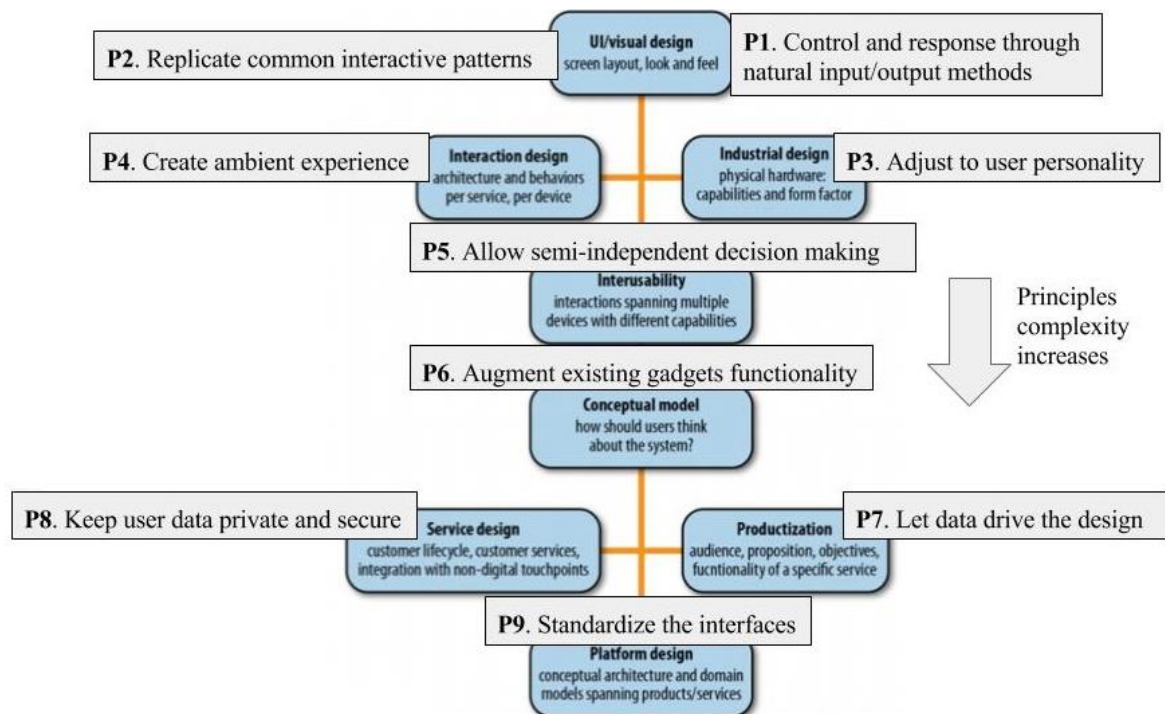 UI/visual design
screen layout, look and feel
P2. Replicate common interactive patterns
P1. Control and response through
natural input/output methods
P4. Create ambient experience
Interaction design
architecture and behaviors
per service, per device
Industrial design
physical hardware:
capabilities and form factor
P3. Adjust to user personality
P5. Allow semi-independent decision making
Interusability
interactions spanning multiple
devices with different capabilities
Principles
complexity
increases
P6. Augment existing gadgets functionality
Conceptual model
how should users think
about the system?
P8. Keep user data private and secure
Service design
customer lifecycle, customer services,
integration with non-digital touchpoints
Productization
audience, proposition, objectives,
fucntionality of a specific service
P7. Let data drive the design
P9. Standardize the interfaces
Platform design
conceptual architecture and domain
models spanning products/services